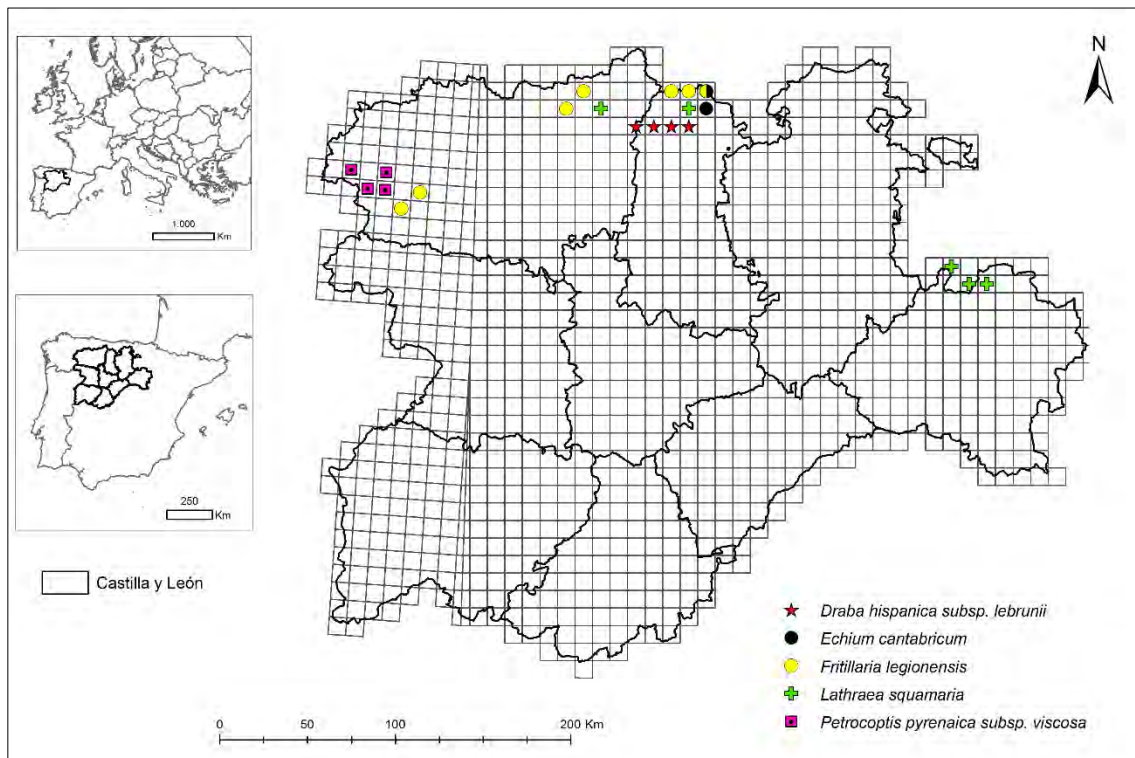 1.000
Km
250
Km
Castilla y León
N
Draba hispanica subsp. lebrunii
Echium cantabricum
Fritillaria legionensis
Lathraea squamaria
Petrocoptis pyrenaica subsp. viscosa
0 50 100 200 Km